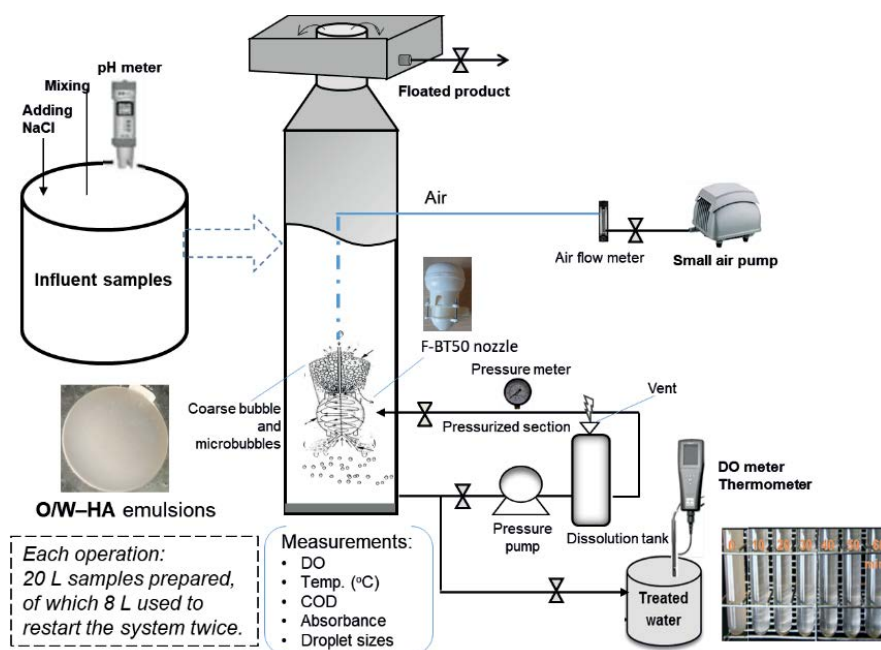 pH meter
Mixing
Adding
NaCl
Influent samples
Floated product
Air
Air flow meter
Small air pump
F-BT50 nozzle
Coarse bubble
and
microbubbles
Pressure meter
Vent
Pressurized section
Pressure
pump
Dissolution tank
DO meter
Thermometer
Treated
water
O/W–HA emulsions
Each operation:
20 L samples prepared,
of which 8 L used to
restart the system twice.
Measurements:
• DO
• Temp. (°C)
• COD
• Absorbance
• Droplet sizes